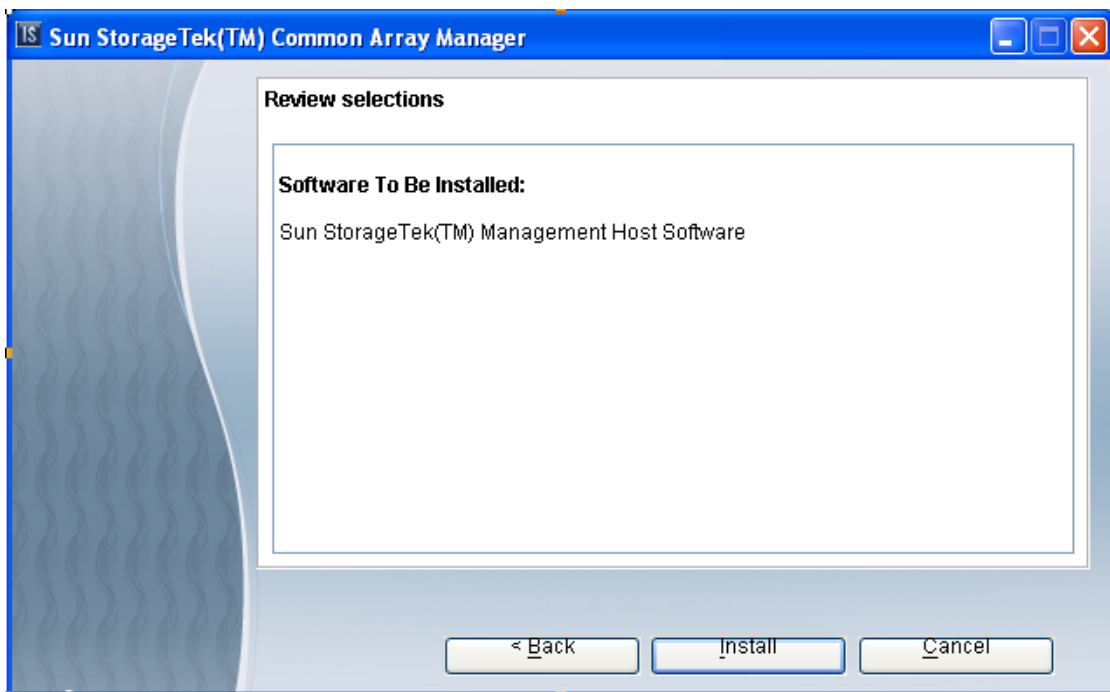 IS Sun StorageTek(TM) Common Array Manager
Review selections
Software To Be Installed:
Sun StorageTek(TM) Management Host Software
< Back Install Cancel